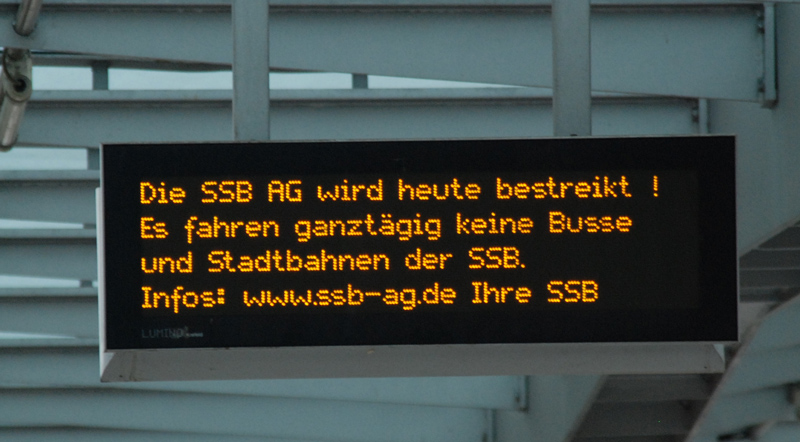 Die SSB AG wird heute bestreikt !
Es fahren ganztägig keine Busse
und Stadtbahnen der SSB.
Infos: www.ssb-ag.de Ihre SSB
LUMINO